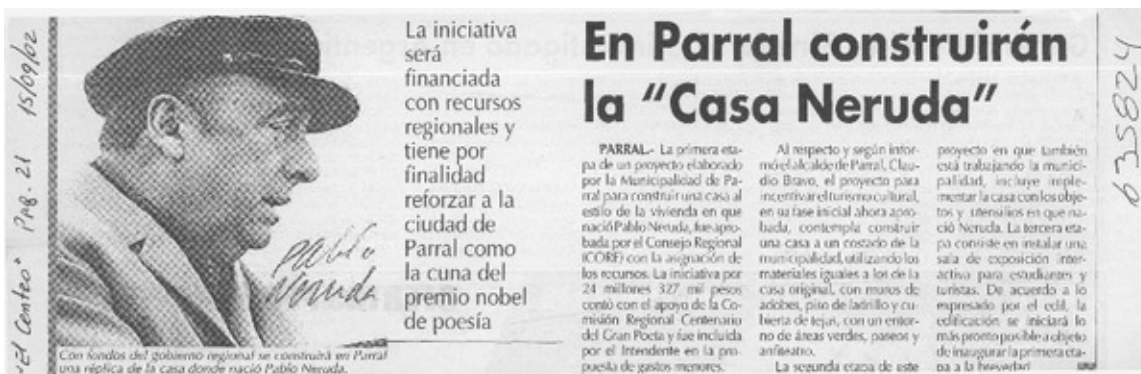 "El Centro" Pag. 21 15/09/02
Pablo
Neruda
Con fondos del gobierno regional se construirá en Parral
una réplica de la casa donde nació Pablo Neruda.
La iniciativa
será
financiada
con recursos
regionales y
tiene por
finalidad
reforzar a la
ciudad de
Parral como
la cuna del
premio nobel
de poesía
En Parral construirán
la "Casa Neruda"
PARRAL.- La primera eta-
pa de un proyecto elaborado
por la Municipalidad de Pa-
rral para construir una casa al
estilo de la vivienda en que
nació Pablo Neruda, fue apro-
bada por el Consejo Regional
(CORE) con la asignación de
los recursos. La iniciativa por
24 millones 327 mil pesos
contó con el apoyo de la Co-
misión Regional Centenario
del Gran Poeta y fue incluida
por el Intendente en la pro-
puesta de gastos menores.
Al respecto y según infor-
mó el alcalde de Parral, Clau-
dio Bravo, el proyecto para
incentivar el turismo cultural,
en su fase inicial ahora apro-
bada, contempla construir
una casa a un costado de la
municipalidad, utilizando los
materiales iguales a los de la
casa original, con muros de
adobes, piso de ladrillo y cu-
bierta de tejas, con un entor-
no de áreas verdes, paseos y
anfiteatro.
La segunda etapa de este
proyecto en que también
está trabajando la munici-
palidad, incluye imple-
mentar la casa con los obje-
tos y utensilios en que na-
ció Neruda. La tercera eta-
pa consiste en instalar una
sala de exposición inter-
activa para estudiantes y
turistas. De acuerdo a lo
expresado por el edil, la
edificación se iniciará lo
más pronto posible a objeto
de inaugurar la primera eta-
pa a la brevedad.
635824